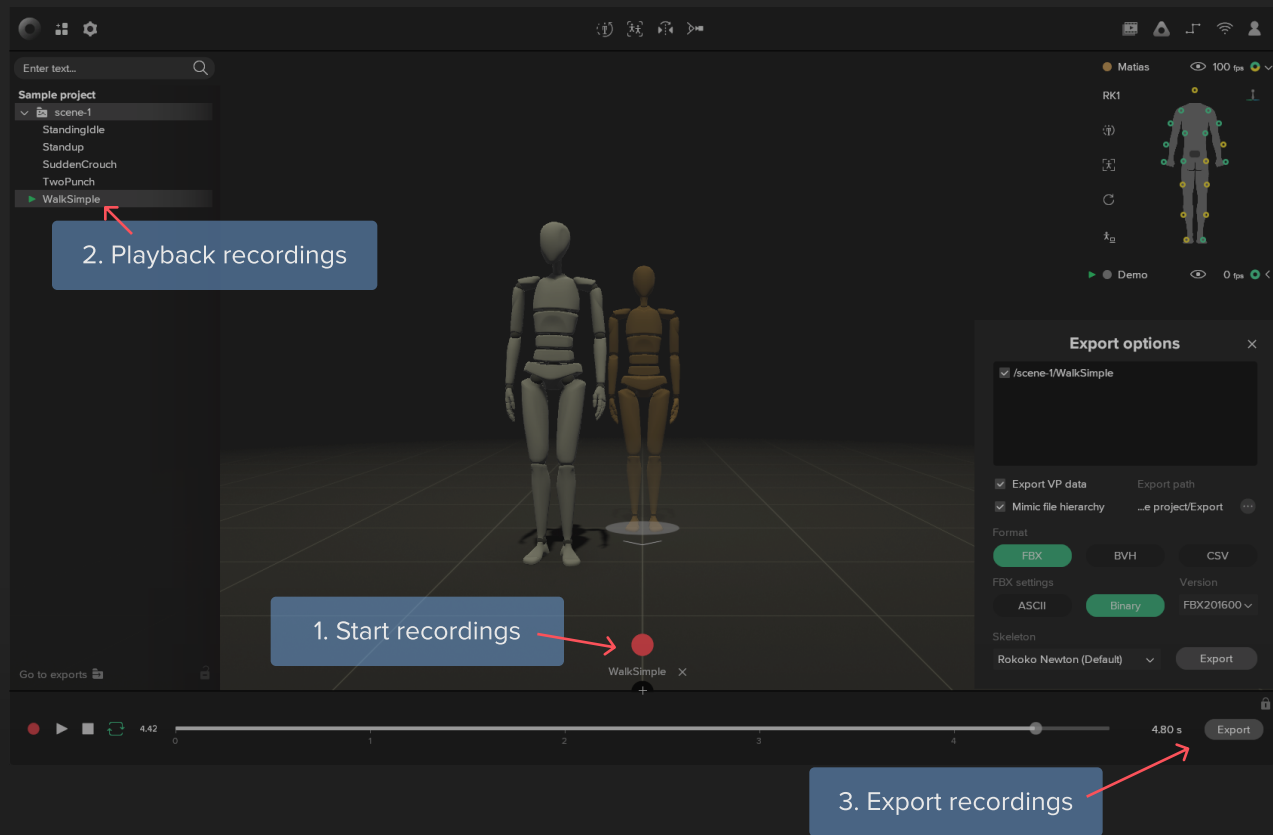 Enter text...
Sample project
scene-1
StandingIdle
Standup
SuddenCrouch
TwoPunch
WalkSimple
2. Playback recordings
Matias
100 fps
RK1
Demo
0 fps
Export options
/scene-1/WalkSimple
Export VP data
Export path
Mimic file hierarchy
...e project/Export
Format
FBX
BVH
CSV
FBX settings
Version
ASCII
Binary
FBX201600
Skeleton
Rokoko Newton (Default)
Export
1. Start recordings
WalkSimple
Go to exports
4.42
0
1
2
3
4
4.80 s
Export
3. Export recordings